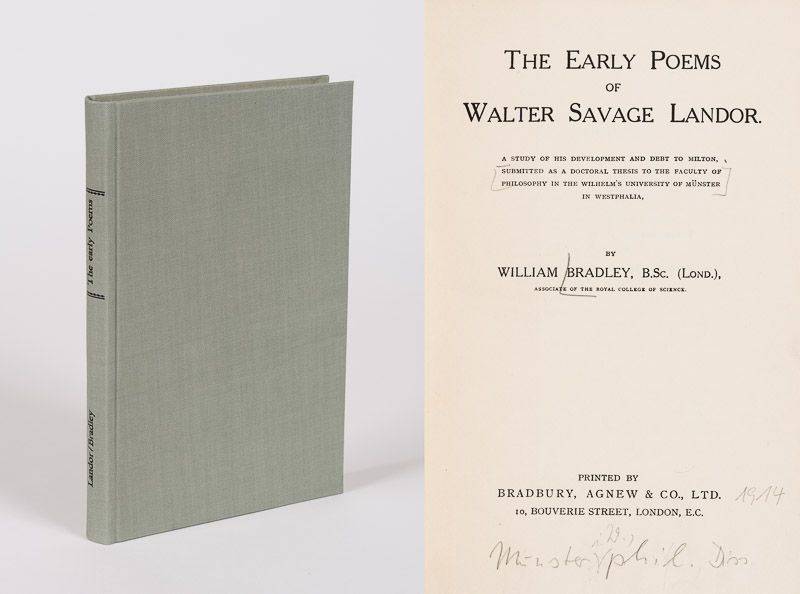 The early Poems
Landor/Bradley
THE EARLY POEMS
OF
WALTER SAVAGE LANDOR.
A STUDY OF HIS DEVELOPMENT AND DEBT TO MILTON,
SUBMITTED AS A DOCTORAL THESIS TO THE FACULTY OF
PHILOSOPHY IN THE WILHELM'S UNIVERSITY OF MÜNSTER
IN WESTPHALIA,
BY
WILLIAM BRADLEY, B.Sc. (LOND.),
ASSOCIATE OF THE ROYAL COLLEGE OF SCIENCE.
PRINTED BY
BRADBURY, AGNEW & CO., LTD. 1914
10, BOUVERIE STREET, LONDON, E.C.
i. W.,
Münster, phil. Diss